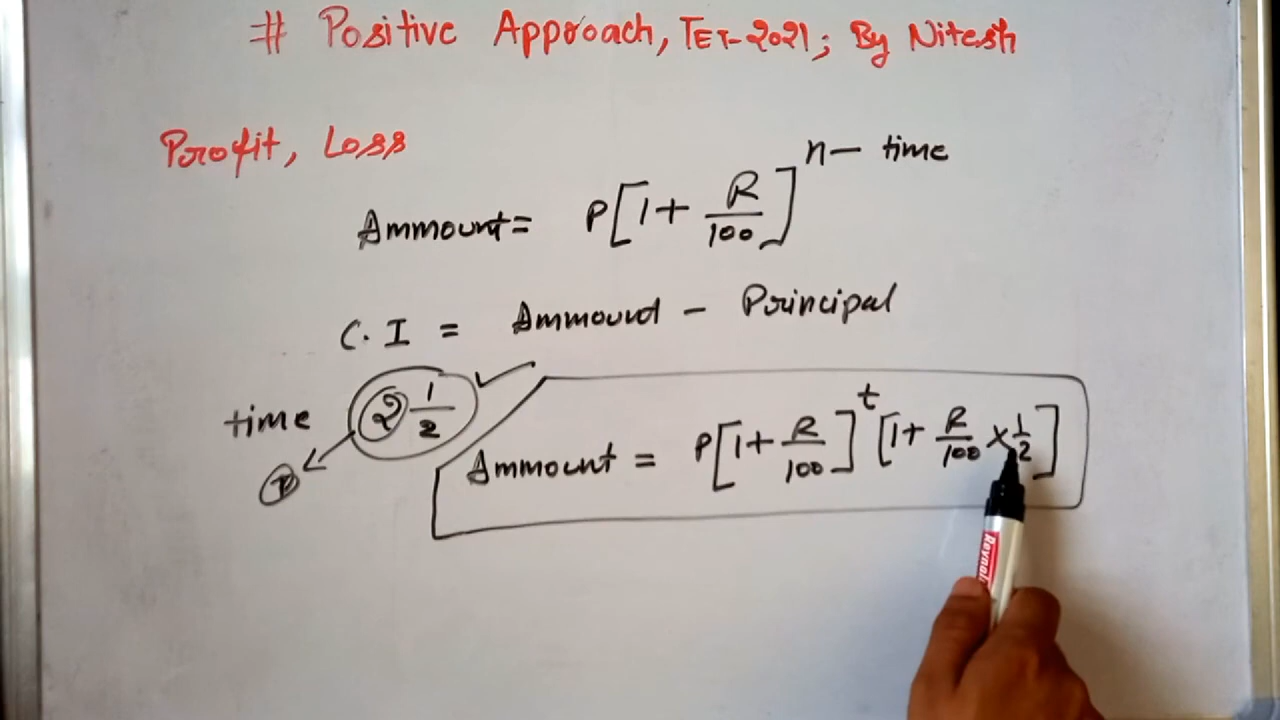 # Positive Approach, TET-2021; By Nitesh
Profit, Loss
Ammount = P[1+ R/100]^n — time
C.I = Ammount - Principal
time 2 1/2
Ammount = P[1+ R/100]^t [1+ R/100 × 1/2]
Reynol